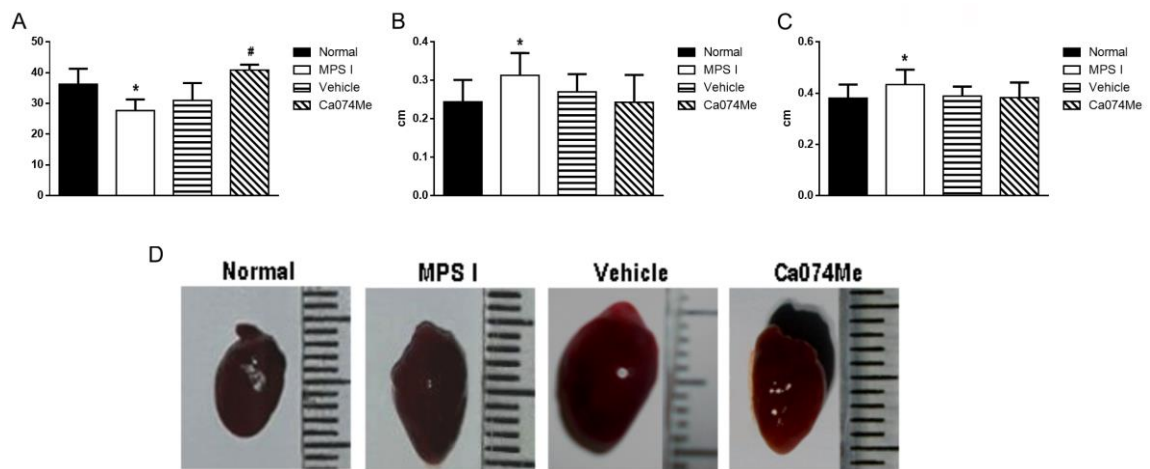 A
50
40
30
20
10
0
*
#
Normal
MPS I
Vehicle
Ca074Me
B
cm
0.4
0.3
0.2
0.1
0.0
*
Normal
MPS I
Vehicle
Ca074Me
C
cm
0.6
0.4
0.2
0.0
*
Normal
MPS I
Vehicle
Ca074Me
D
Normal
MPS I
Vehicle
Ca074Me